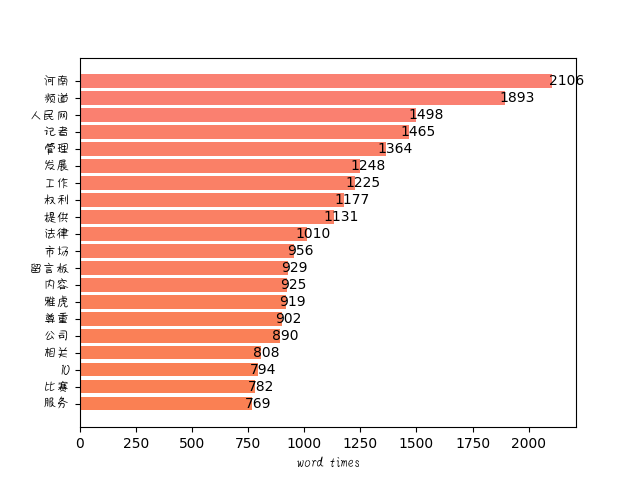 河南 2106
频道 1893
人民网 1498
记者 1465
管理 1364
发展 1248
工作 1225
权利 1177
提供 1131
法律 1010
市场 956
留言板 929
内容 925
雅虎 919
尊重 902
公司 890
相关 808
10 794
比赛 782
服务 769
0 250 500 750 1000 1250 1500 1750 2000
word times